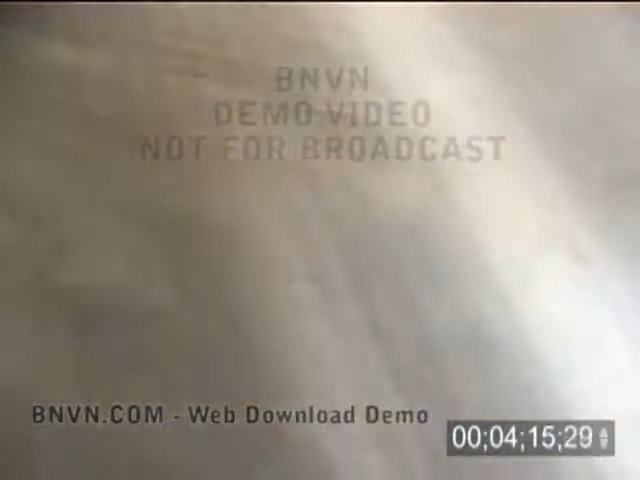 BNVN
DEMO VIDEO
NOT FOR BROADCAST
BNVN.COM - Web Download Demo
00;04;15;29